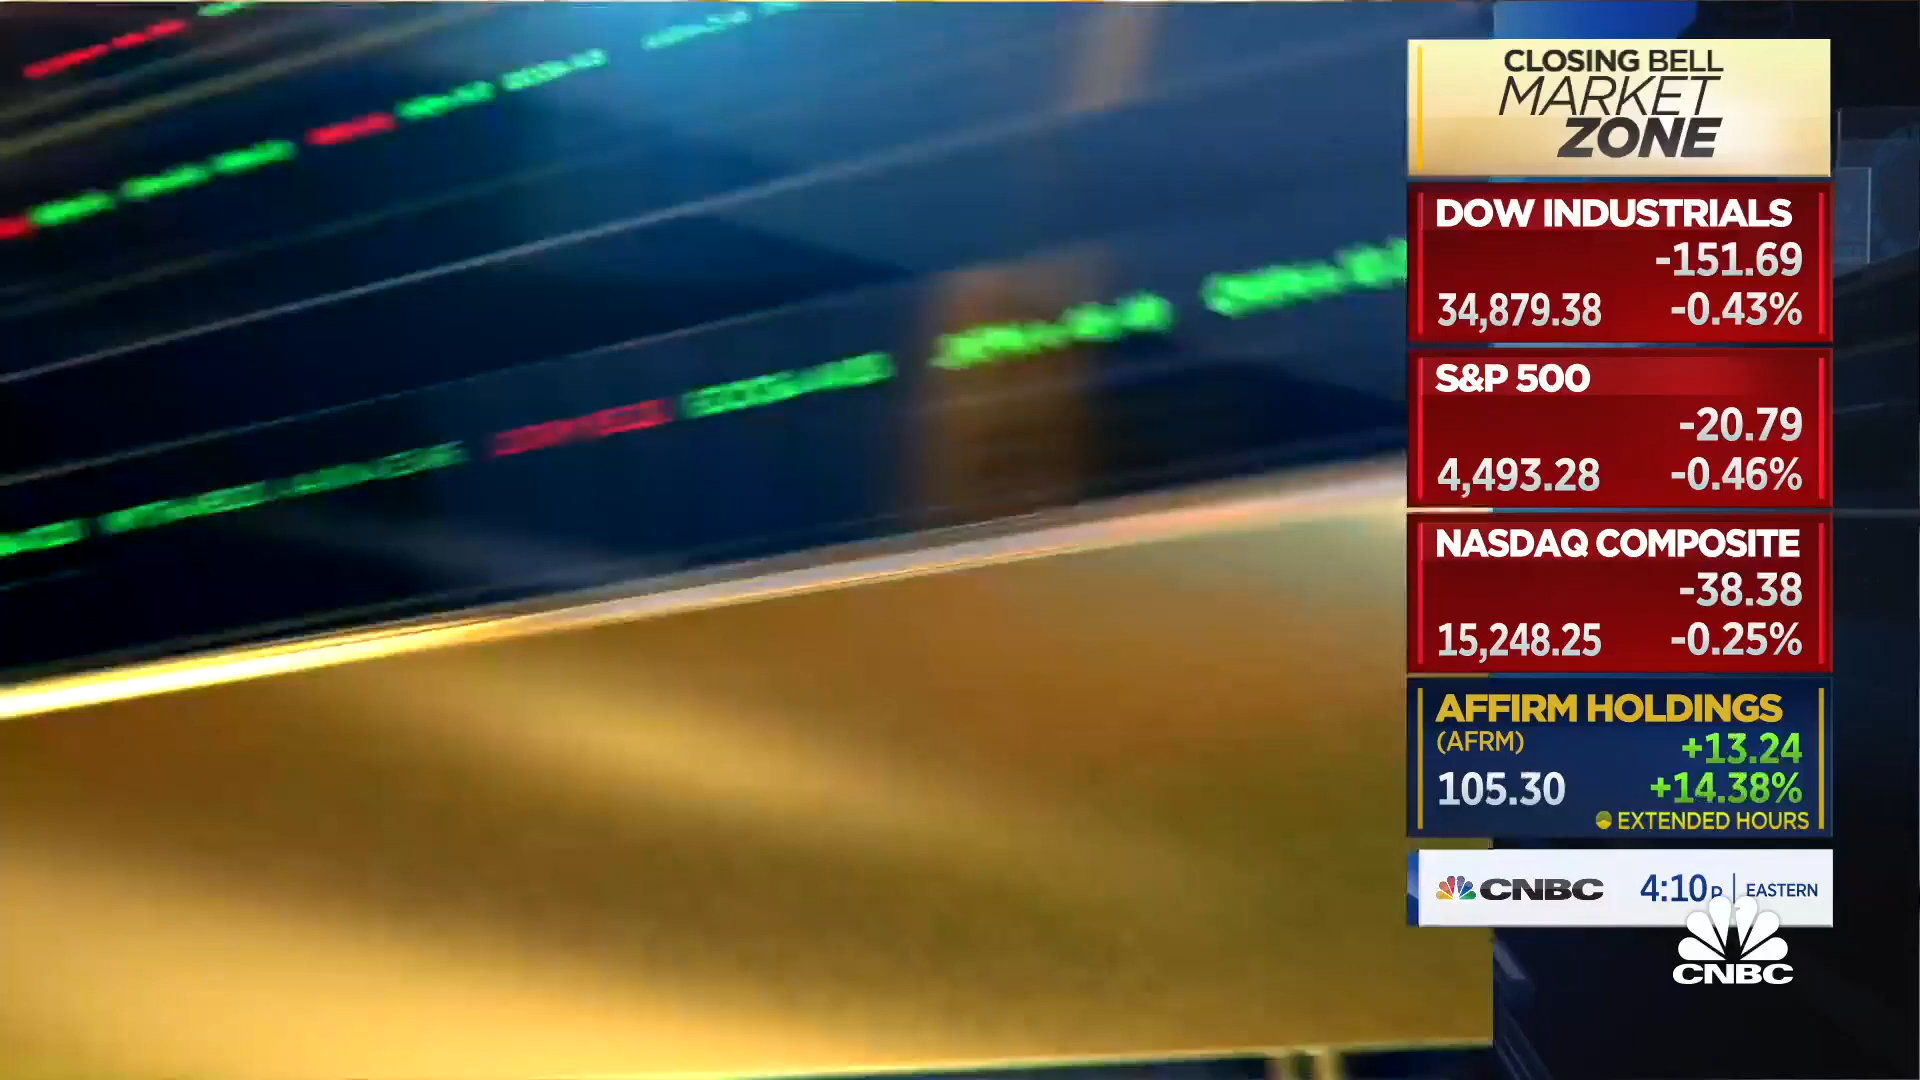 CLOSING BELL
MARKET
ZONE
DOW INDUSTRIALS
-151.69
34,879.38 -0.43%
S&P 500
-20.79
4,493.28 -0.46%
NASDAQ COMPOSITE
-38.38
15,248.25 -0.25%
AFFIRM HOLDINGS
(AFRM) +13.24
105.30 +14.38%
EXTENDED HOURS
CNBC 4:10P EASTERN
CNBC